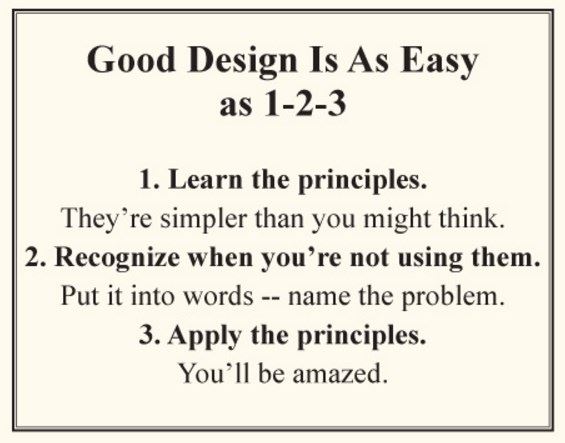 Good Design Is As Easy
as 1-2-3
1. Learn the principles.
They’re simpler than you might think.
2. Recognize when you’re not using them.
Put it into words -- name the problem.
3. Apply the principles.
You’ll be amazed.